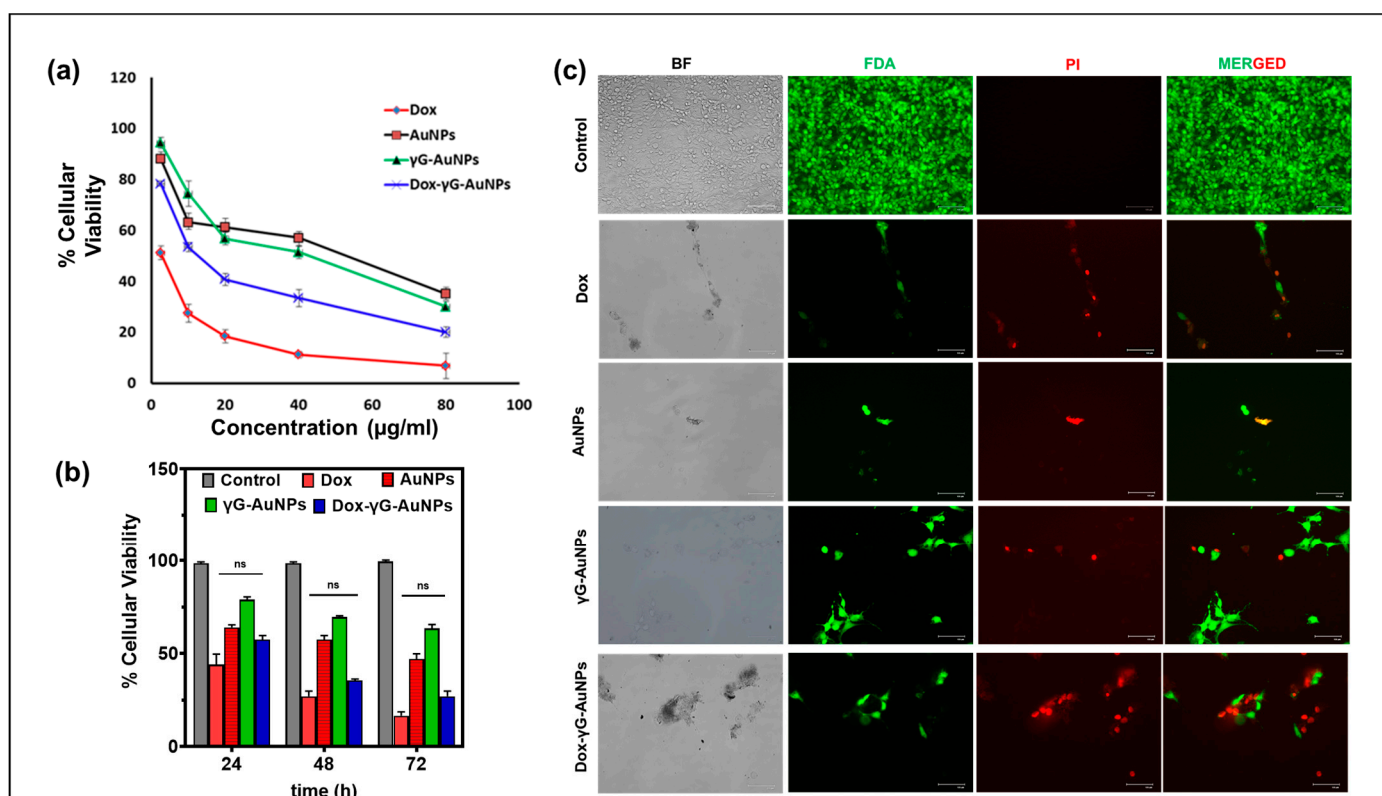 (a)
120
100
80
60
40
20
0
% Cellular
Viability
Dox
AuNPs
γG-AuNPs
Dox-γG-AuNPs
0 20 40 60 80 100
Concentration (μg/ml)
(b)
150
100
50
0
% Cellular Viability
Control Dox AuNPs
γG-AuNPs Dox-γG-AuNPs
ns ns ns
24 48 72
time (h)
(c)
BF FDA PI MERGED
Control
Dox
AuNPs
γG-AuNPs
Dox-γG-AuNPs